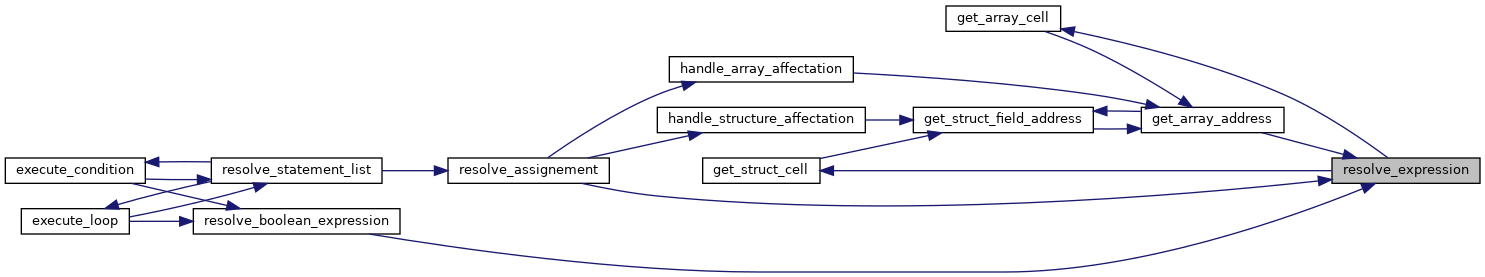 get_array_cell
handle_array_affectation
handle_structure_affectation
get_struct_field_address
get_array_address
execute_condition
resolve_statement_list
resolve_assignement
get_struct_cell
resolve_expression
execute_loop
resolve_boolean_expression